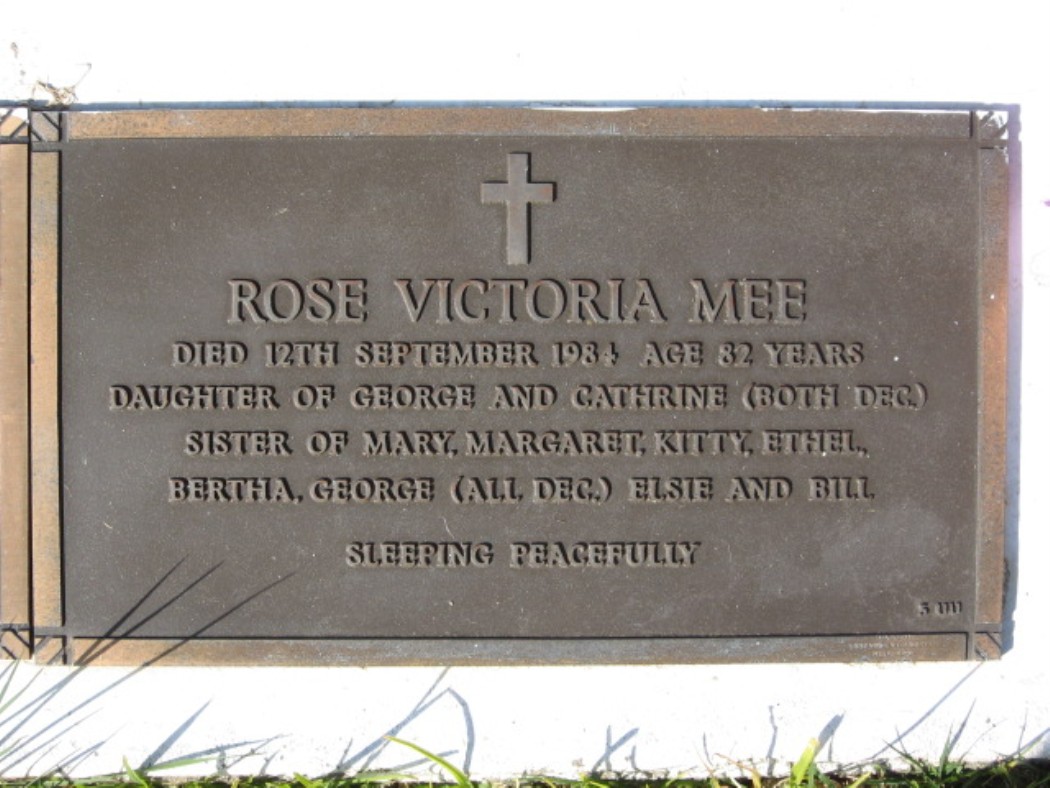 ROSE VICTORIA MEE
DIED 12TH SEPTEMBER 1984 AGE 82 YEARS
DAUGHTER OF GEORGE AND CATHRINE (BOTH DEC.)
SISTER OF MARY, MARGARET, KITTY, ETHEL,
BERTHA, GEORGE (ALL DEC.) ELSIE AND BILL
SLEEPING PEACEFULLY